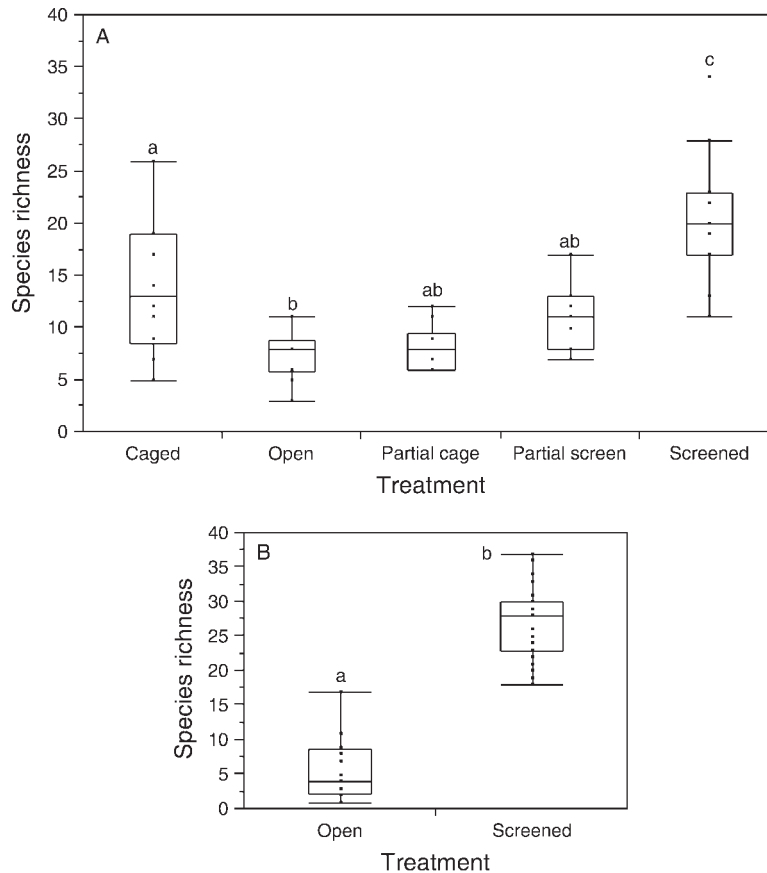 40
A
35
c
30
a
25
20
ab
ab
15
b
10
5
0
Species richness
Caged Open Partial cage Partial screen Screened
Treatment
40
B
b
35
30
25
20
a
15
10
5
0
Species richness
Open Screened
Treatment